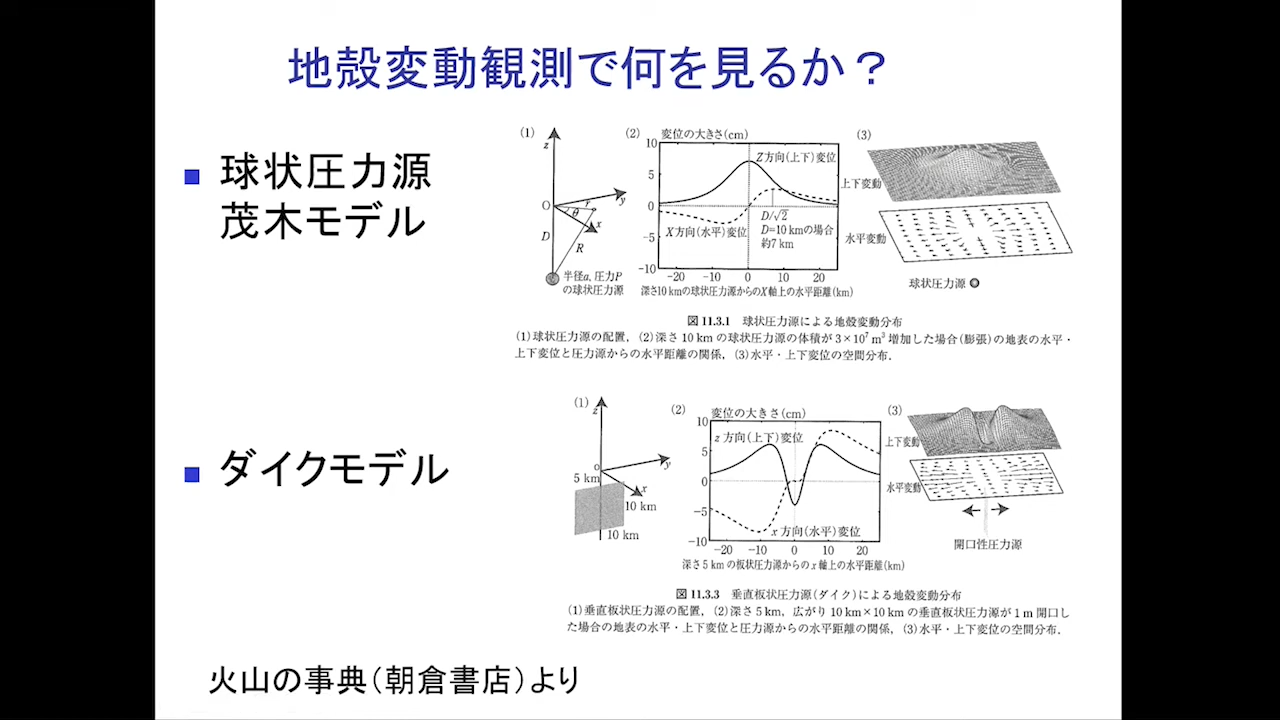 地殻変動観測で何を見るか？
球状圧力源
茂木モデル
(1)
z
O
y
r
θ
x
D
R
半径a, 圧力P
の球状圧力源
(2)
変位の大きさ(cm)
10
5
0
−5
−10
Z方向(上下)変位
X方向(水平)変位
D/√2
D=10 kmの場合
約7 km
−20 −10 0 10 20
深さ10 kmの球状圧力源からのX軸上の水平距離(km)
(3)
上下変動
水平変動
球状圧力源
図 11.3.1 球状圧力源による地殻変動分布
(1)球状圧力源の配置，(2)深さ 10 km の球状圧力源の体積が 3×10⁷ m³ 増加した場合(膨張)の地表の水平・
上下変位と圧力源からの水平距離の関係，(3)水平・上下変位の空間分布．
ダイクモデル
(1)
z
o
y
5 km
x
10 km
10 km
(2)
変位の大きさ(cm)
10
5
0
−5
−10
z 方向(上下)変位
x 方向(水平)変位
−20 −10 0 10 20
深さ 5 km の板状圧力源からの x 軸上の水平距離(km)
(3)
上下変動
水平変動
開口性圧力源
図 11.3.3 垂直板状圧力源(ダイク)による地殻変動分布
(1)垂直板状圧力源の配置，(2)深さ 5 km，広がり 10 km×10 km の垂直板状圧力源が 1 m 開口し
た場合の地表の水平・上下変位と圧力源からの水平距離の関係，(3)水平・上下変位の空間分布．
火山の事典（朝倉書店）より